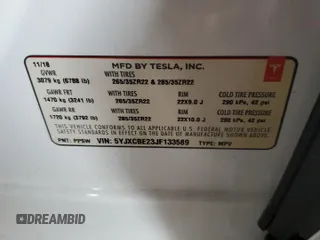 11/18 MFD BY TESLA, INC.
GVWR WITH TIRES
3079 kg (6788 lb) 265/35ZR22 & 285/35ZR22
GAWR FRT WITH TIRES COLD TIRE PRESSURE
1470 kg (3241 lb) 265/35ZR22 22X9.0 J 290 kPa, 42 psi
GAWR RR WITH TIRES COLD TIRE PRESSURE
1720 kg (3792 lb) 285/35ZR22 22X10.0 J 290 kPa, 42 psi
THIS VEHICLE CONFORMS TO ALL APPLICABLE U.S. FEDERAL MOTOR VEHICLE
SAFETY STANDARDS IN EFFECT ON THE DATE OF MANUFACTURE SHOWN ABOVE.
PNT: PPSW VIN: 5YJXCBE23JF133589 TYPE: MPV
DREAMBID